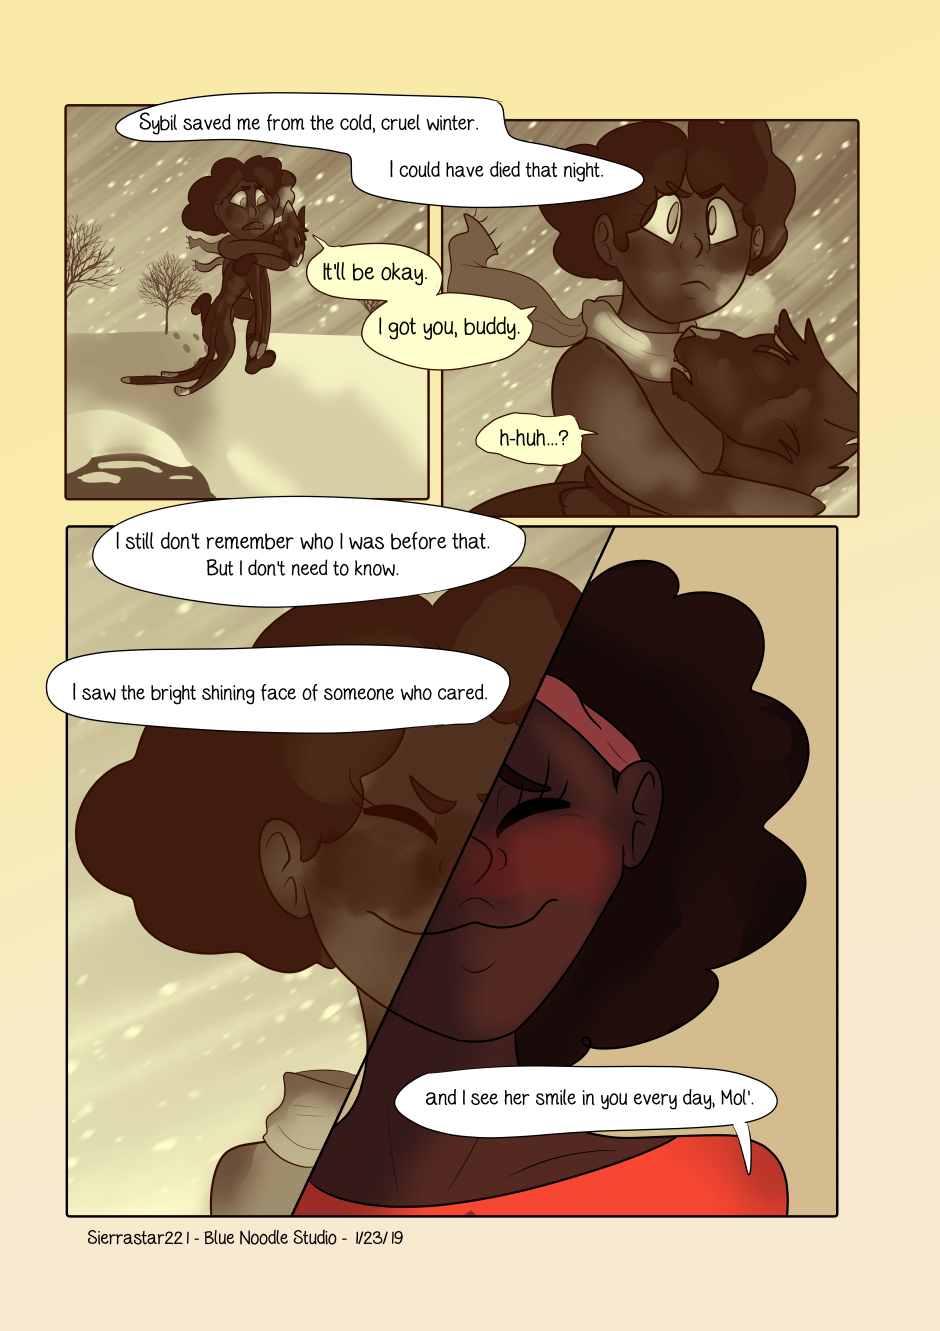 Sybil saved me from the cold, cruel winter.
I could have died that night.
It'll be okay.
I got you, buddy.
h-huh...?
I still don't remember who I was before that.
But I don't need to know.
I saw the bright shining face of someone who cared.
and I see her smile in you every day, Mol'.
Sierrastar221 - Blue Noodle Studio - 1/23/19